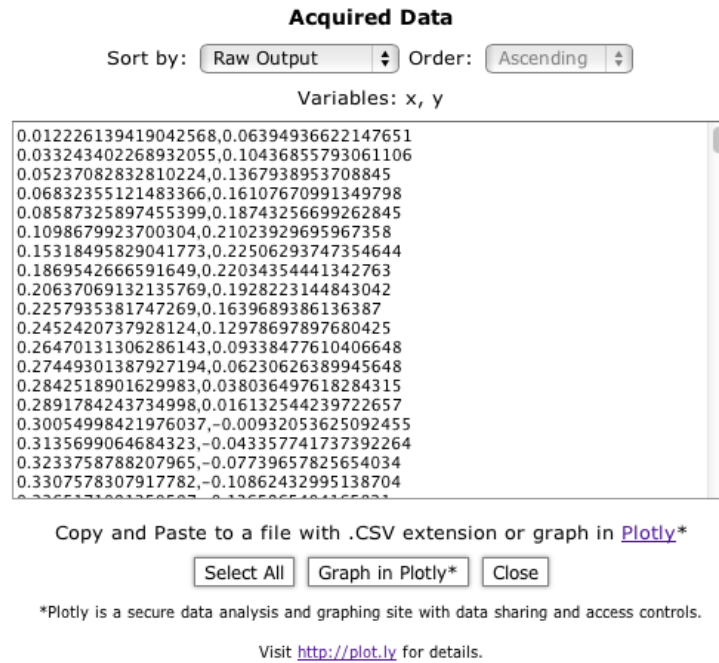 Acquired Data
Sort by: Raw Output Order: Ascending
Variables: x, y
0.012226139419042568,0.06394936622147651
0.033243402268932055,0.10436855793061106
0.05237082832810224,0.1367938953708845
0.06832355121483366,0.16107670991349798
0.08587325897455399,0.18743256699262845
0.1098679923700304,0.21023929695967358
0.15318495829041773,0.22506293747354644
0.1869542666591649,0.22034354441342763
0.20637069132135769,0.1928223144843042
0.2257935381747269,0.1639689386136387
0.2452420737928124,0.12978697897680425
0.26470131306286143,0.09338477610406648
0.27449301387927194,0.06230626389945648
0.2842518901629983,0.038036497618284315
0.2891784243734998,0.016132544239722657
0.30054998421976037,-0.00932053625092455
0.3135699064684323,-0.043357741737392264
0.3233758788207965,-0.07739657825654034
0.3307578307917782,-0.10862432995138704
Copy and Paste to a file with .CSV extension or graph in Plotly*
Select All Graph in Plotly* Close
*Plotly is a secure data analysis and graphing site with data sharing and access controls.
Visit http://plot.ly for details.